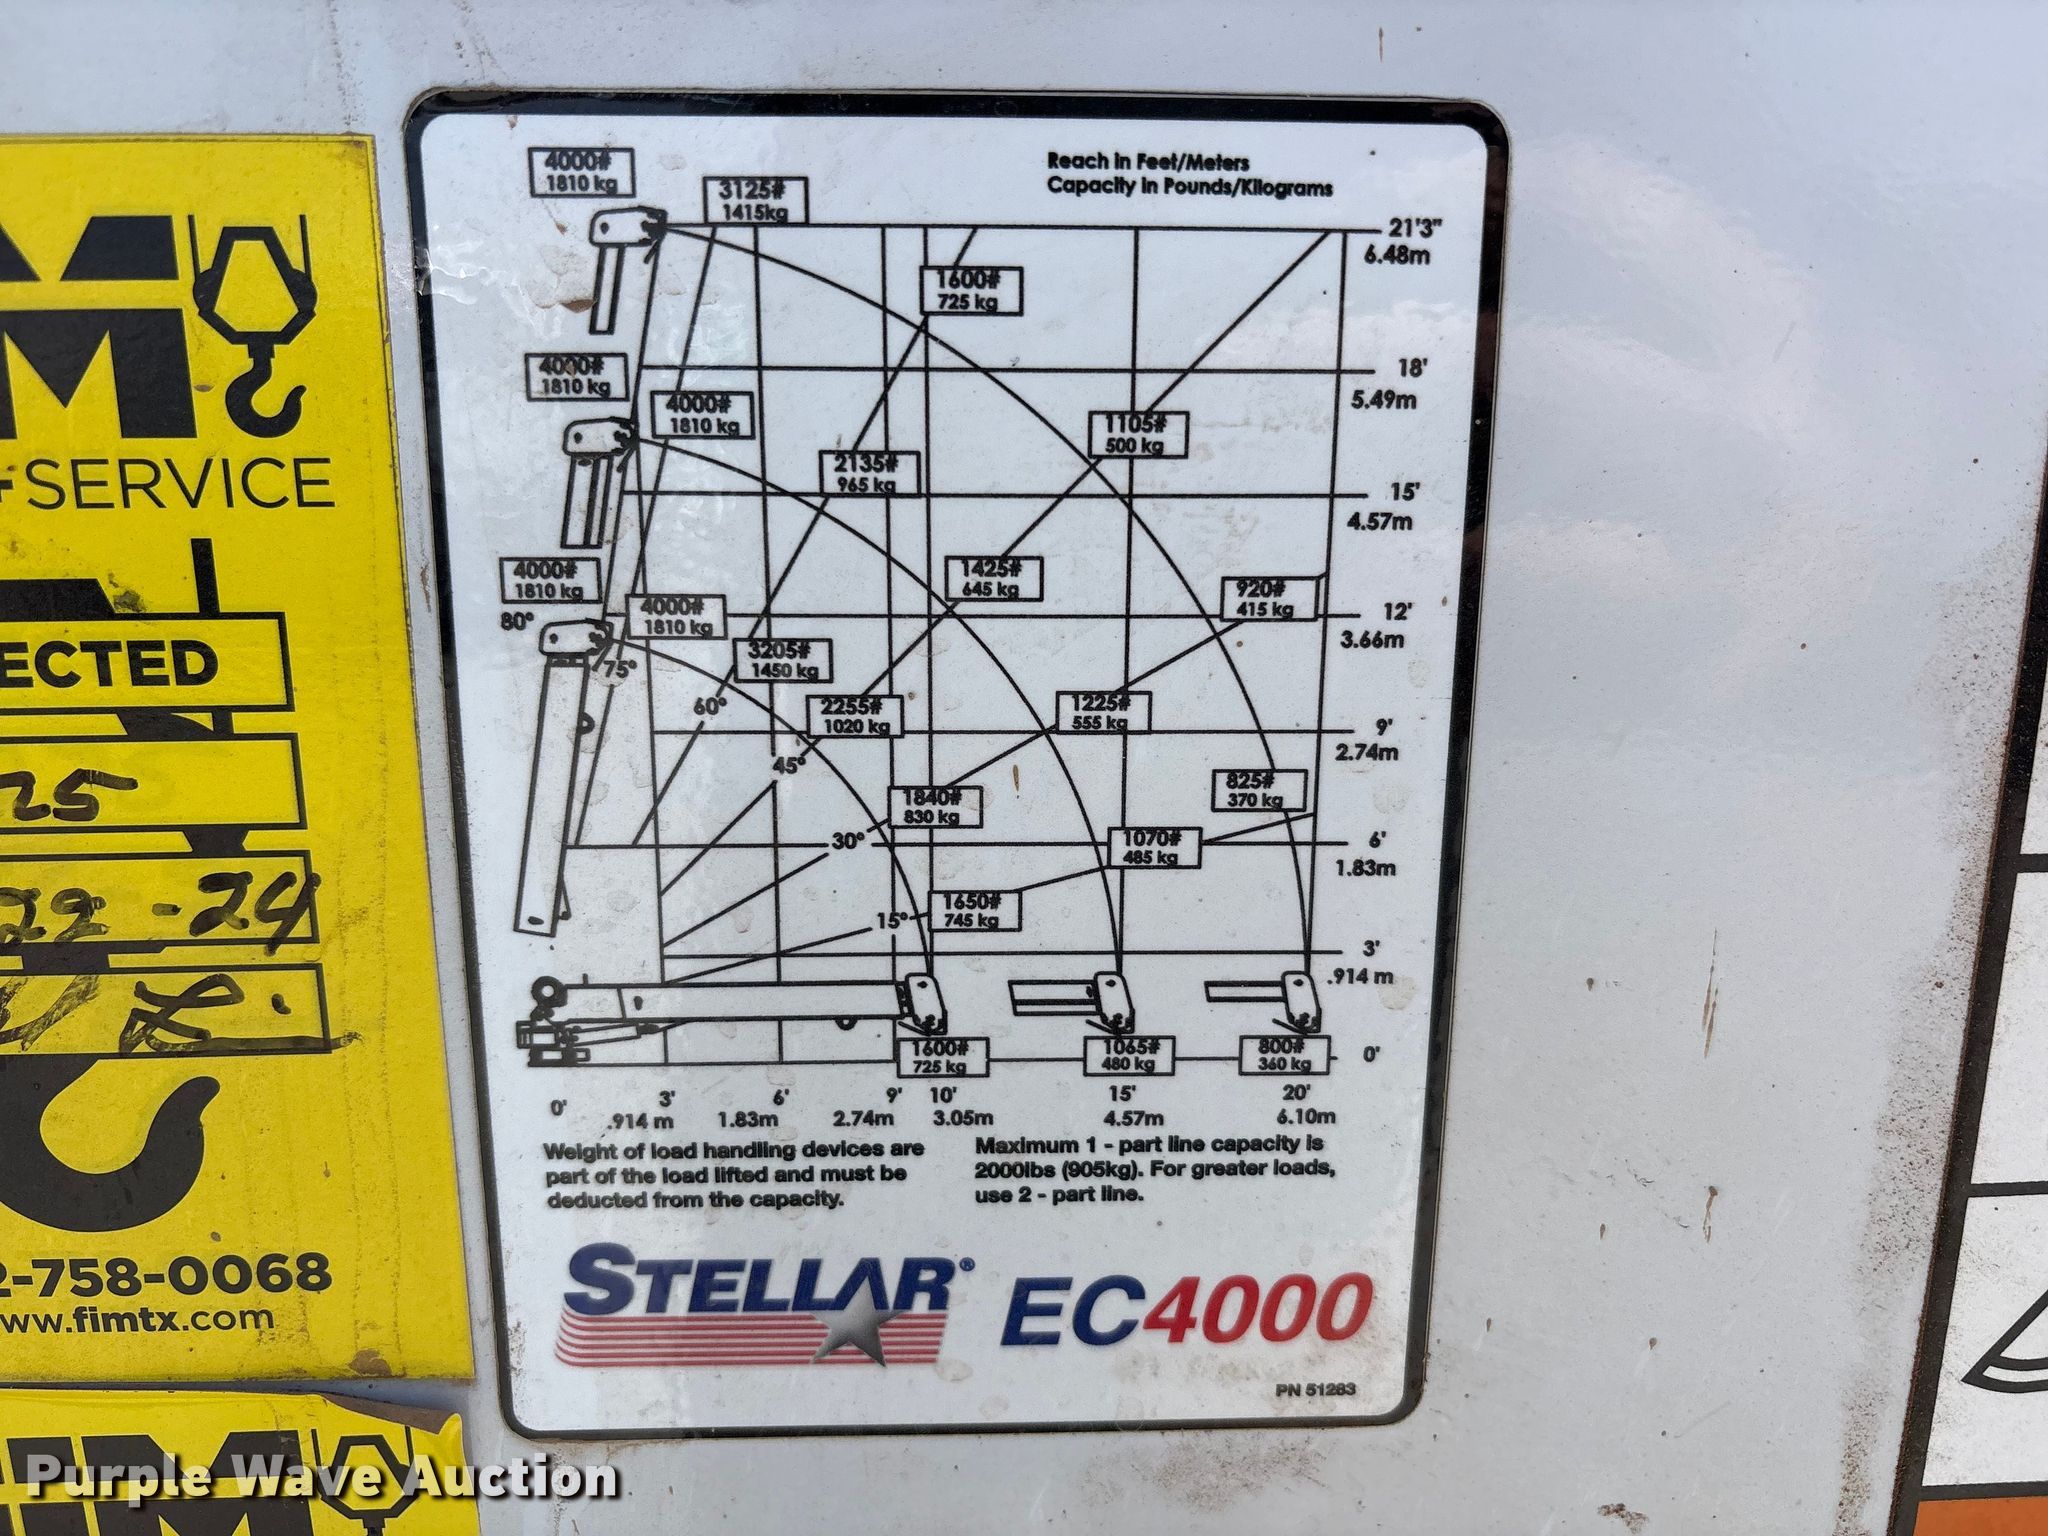 M
SERVICE
ECTED
25
22 - 24
2-758-0068
ww.fimtx.com
Reach in Feet/Meters
Capacity in Pounds/Kilograms
4000#
1810 kg
3125#
1415kg
21'3"
6.48m
1600#
725 kg
18'
5.49m
4000#
1810 kg
4000#
1810 kg
1105#
500 kg
2135#
965 kg
15'
4.57m
4000#
1810 kg
1425#
645 kg
920#
415 kg
80°
4000#
1810 kg
12'
3.66m
75°
3205#
1450 kg
60°
2255#
1020 kg
1225#
555 kg
9'
2.74m
45°
825#
370 kg
1840#
830 kg
30°
1070#
485 kg
6'
1.83m
15°
1650#
745 kg
3'
.914 m
1600#
725 kg
1065#
480 kg
800#
360 kg
0'
0' 3' 6' 9' 10' 15' 20'
.914 m 1.83m 2.74m 3.05m 4.57m 6.10m
Weight of load handling devices are
part of the load lifted and must be
deducted from the capacity.
Maximum 1 - part line capacity is
2000lbs (905kg). For greater loads,
use 2 - part line.
STELLAR® EC4000
PN 51283
Purple Wave Auction